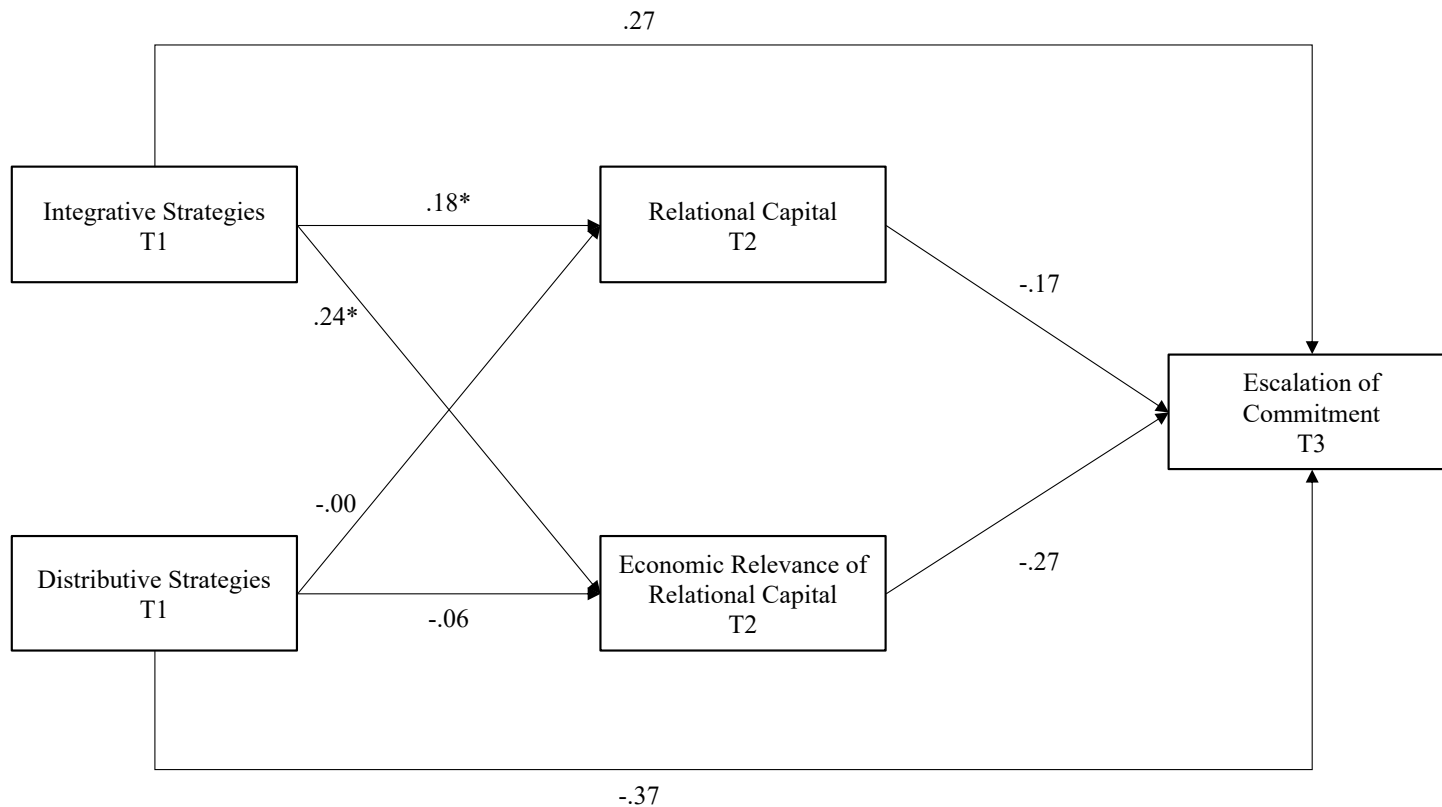 .27
Integrative Strategies
T1
.18*
Relational Capital
T2
.24*
-.17
Escalation of
Commitment
T3
-.00
Distributive Strategies
T1
-.06
Economic Relevance of
Relational Capital
T2
-.27
-.37